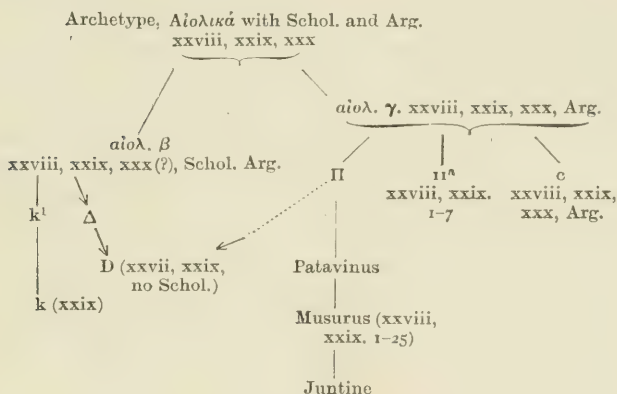 Archetype, Αἰολικά with Schol. and Arg.
xxviii, xxix, xxx
αἰολ. γ. xxviii, xxix, xxx, Arg.
αἰολ. β
xxviii, xxix, xxx (?), Schol. Arg.
Π
11ᵃ
xxviii, xxix.
1–7
c
xxviii, xxix,
xxx, Arg.
k¹
Δ
D (xxvii, xxix,
no Schol.)
Patavinus
k (xxix)
Musurus (xxviii,
xxix. 1–25)
Juntine